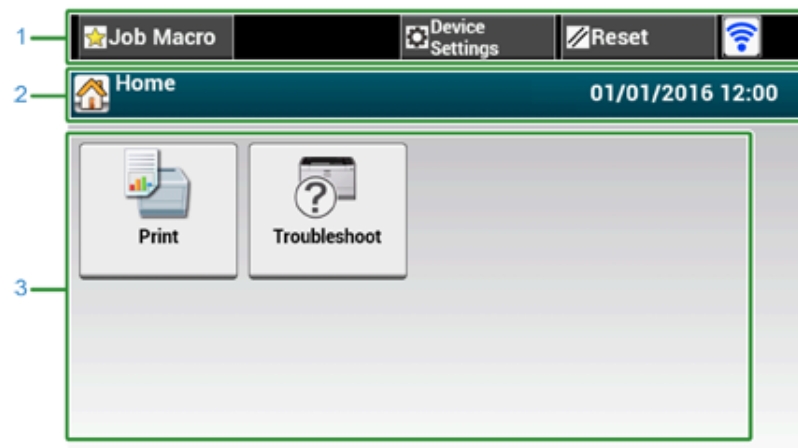 1
Job Macro
Device
Settings
Reset
2
Home
01/01/2016 12:00
3
Print
Troubleshoot